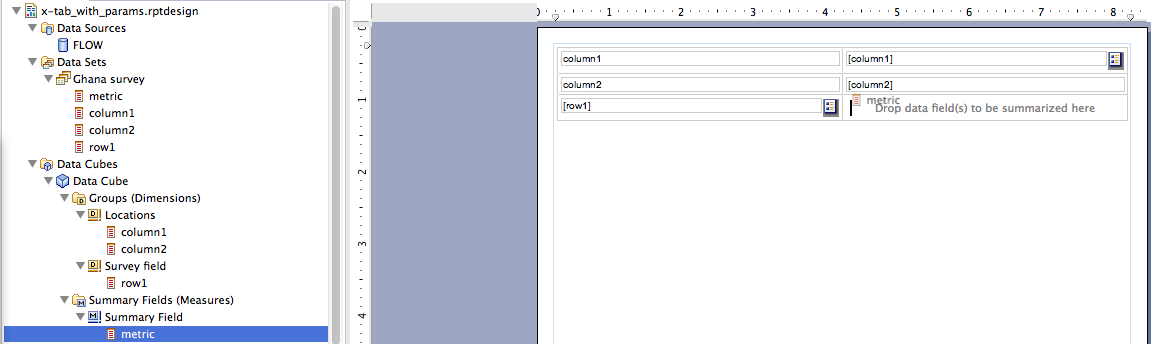 x-tab_with_params.rptdesign
Data Sources
FLOW
Data Sets
Ghana survey
metric
column1
column2
row1
Data Cubes
Data Cube
Groups (Dimensions)
Locations
column1
column2
Survey field
row1
Summary Fields (Measures)
Summary Field
metric
0 1 2 3 4 5 6 7 8
0
1
2
3
4
column1 [column1]
column2 [column2]
[row1] metric
Drop data field(s) to be summarized here